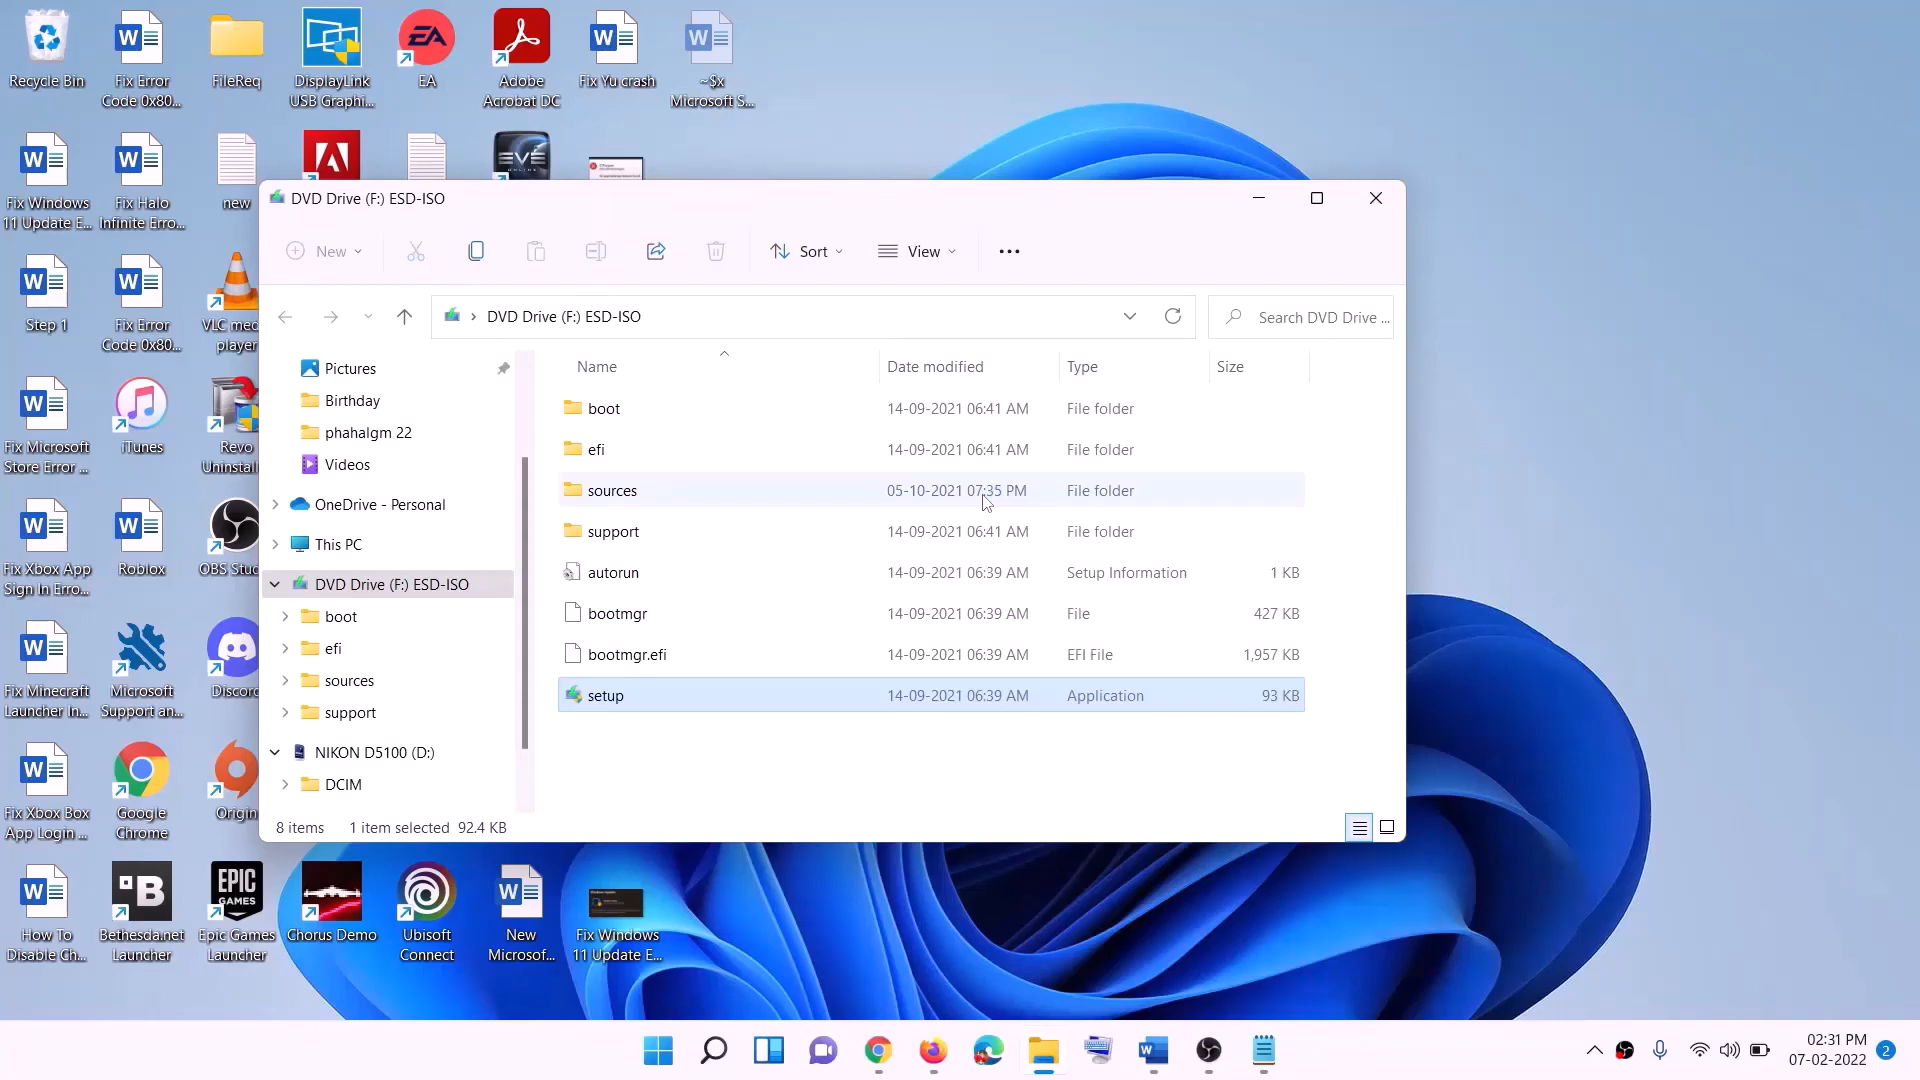 Recycle Bin
Fix Error
Code 0x80...
FileReq
DisplayLink
USB Graphi...
EA
EA
Adobe
Acrobat DC
Fix Yu crash
~$x
Microsoft S...
Fix Windows
11 Update E...
Fix Halo
Infinite Erro...
new
EVE
ONLINE
Step 1
Fix Error
Code 0x80...
VLC med
player
Fix Microsoft
Store Error ...
iTunes
Revo
Uninstall
Fix Xbox App
Sign In Erro...
Roblox
OBS Stud
Fix Minecraft
Launcher In...
Microsoft
Support an...
Discord
Fix Xbox Box
App Login ...
Google
Chrome
Origin
How To
Disable Ch...
Bethesda.net
Launcher
EPIC
GAMES
Epic Games
Launcher
Chorus Demo
Ubisoft
Connect
New
Microsof...
Fix Windows
11 Update E...
DVD Drive (F:) ESD-ISO
New
Sort
View
DVD Drive (F:) ESD-ISO
Search DVD Drive ...
Pictures
Birthday
phahalgm 22
Videos
OneDrive - Personal
This PC
DVD Drive (F:) ESD-ISO
boot
efi
sources
support
NIKON D5100 (D:)
DCIM
Name Date modified Type Size
boot 14-09-2021 06:41 AM File folder
efi 14-09-2021 06:41 AM File folder
sources 05-10-2021 07:35 PM File folder
support 14-09-2021 06:41 AM File folder
autorun 14-09-2021 06:39 AM Setup Information 1 KB
bootmgr 14-09-2021 06:39 AM File 427 KB
bootmgr.efi 14-09-2021 06:39 AM EFI File 1,957 KB
setup 14-09-2021 06:39 AM Application 93 KB
8 items 1 item selected 92.4 KB
02:31 PM
07-02-2022
2